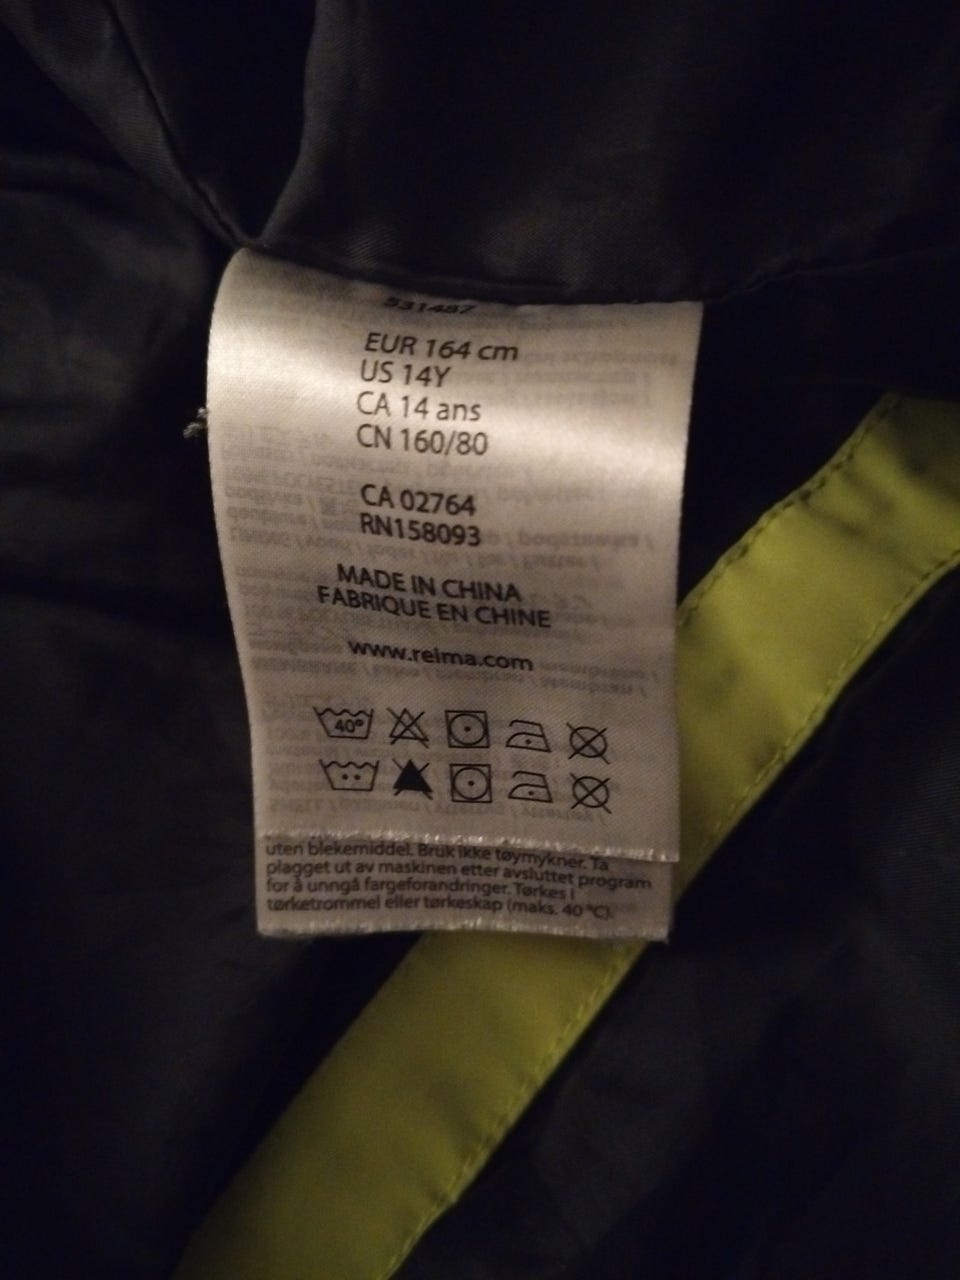 531487
EUR 164 cm
US 14Y
CA 14 ans
CN 160/80
CA 02764
RN158093
MADE IN CHINA
FABRIQUE EN CHINE
www.reima.com
40°
uten blekemiddel. Bruk ikke tøymykner. Ta
plagget ut av maskinen etter avsluttet program
for å unngå fargeforandringer. Tørkes i
tørketrommel eller tørkeskap (maks. 40 °C).